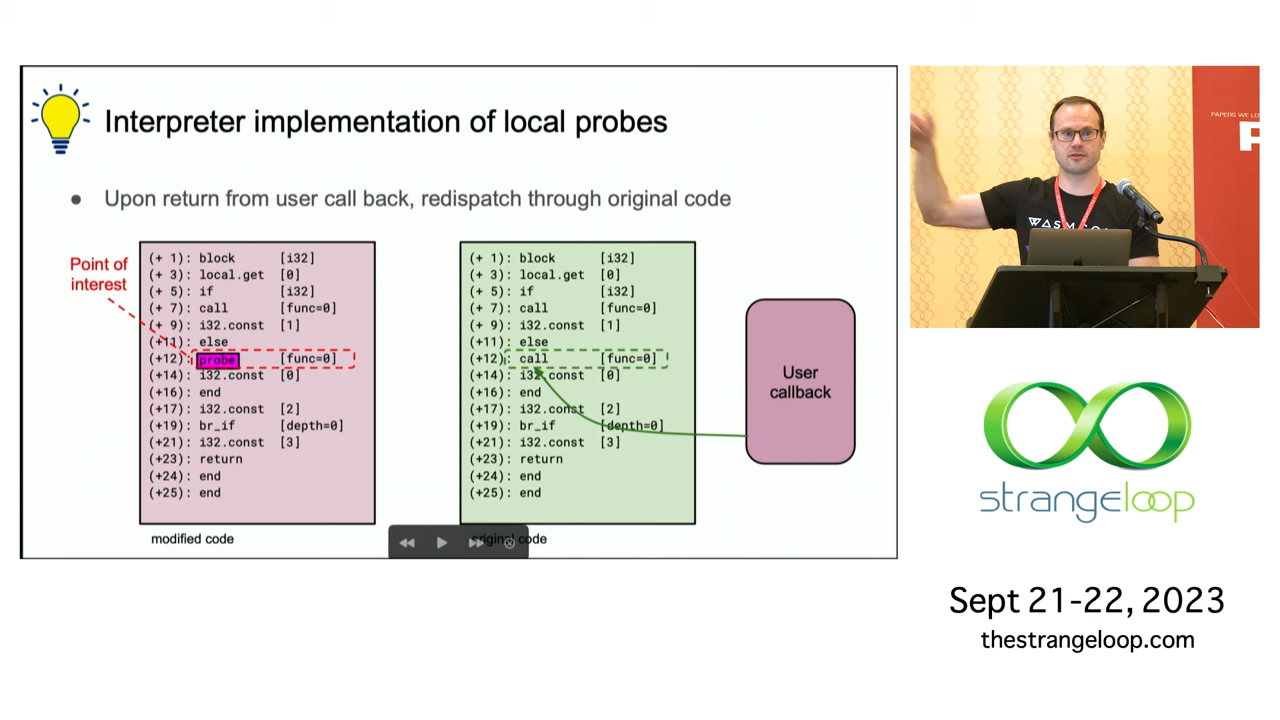 Interpreter implementation of local probes
● Upon return from user call back, redispatch through original code
Point of
interest
(+ 1): block [i32]
(+ 3): local.get [0]
(+ 5): if [i32]
(+ 7): call [func=0]
(+ 9): i32.const [1]
(+11): else
(+12): probe [func=0]
(+14): i32.const [0]
(+16): end
(+17): i32.const [2]
(+19): br_if [depth=0]
(+21): i32.const [3]
(+23): return
(+24): end
(+25): end
modified code
(+ 1): block [i32]
(+ 3): local.get [0]
(+ 5): if [i32]
(+ 7): call [func=0]
(+ 9): i32.const [1]
(+11): else
(+12): call [func=0]
(+14): i32.const [0]
(+16): end
(+17): i32.const [2]
(+19): br_if [depth=0]
(+21): i32.const [3]
(+23): return
(+24): end
(+25): end
original code
User
callback
PAPERS WE LO
P
strangeloop
Sept 21-22, 2023
thestrangeloop.com